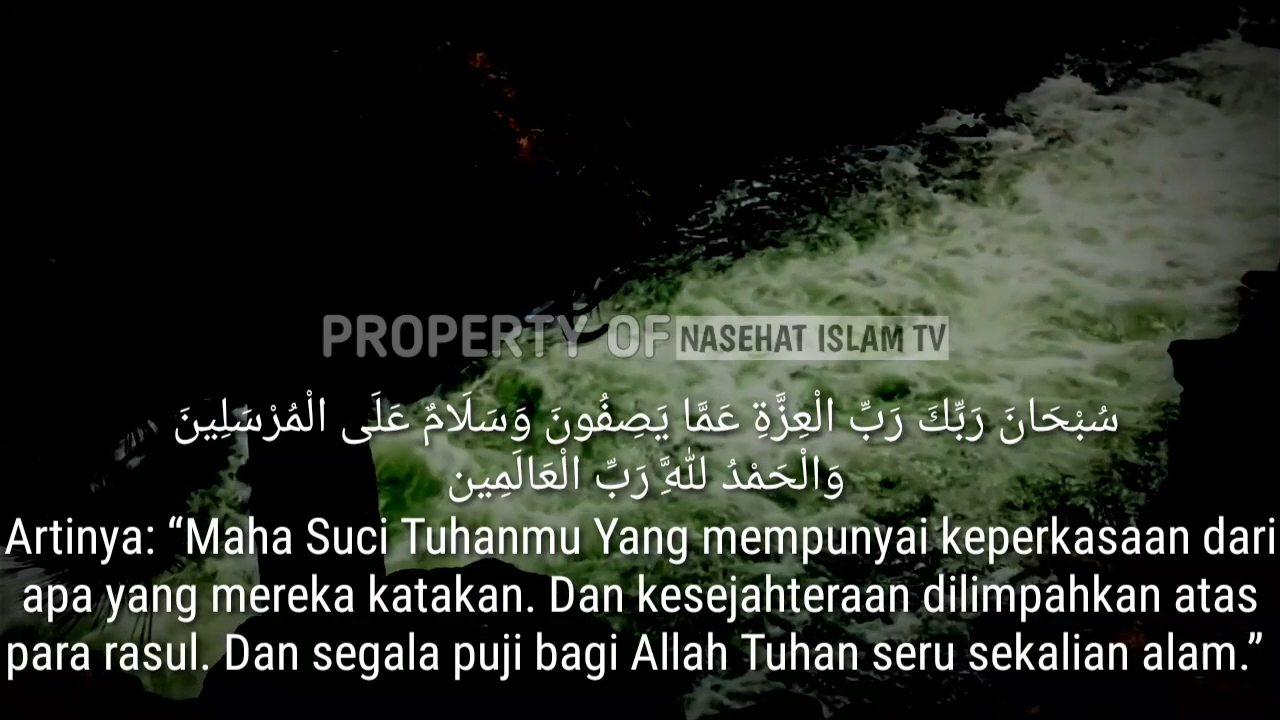 PROPERTY OF NASEHAT ISLAM TV
سُبْحَانَ رَبِّكَ رَبِّ الْعِزَّةِ عَمَّا يَصِفُونَ وَسَلَامٌ عَلَى الْمُرْسَلِينَ
وَالْحَمْدُ للهَِّ رَبِّ الْعَالَمِين
Artinya: “Maha Suci Tuhanmu Yang mempunyai keperkasaan dari
apa yang mereka katakan. Dan kesejahteraan dilimpahkan atas
para rasul. Dan segala puji bagi Allah Tuhan seru sekalian alam.”